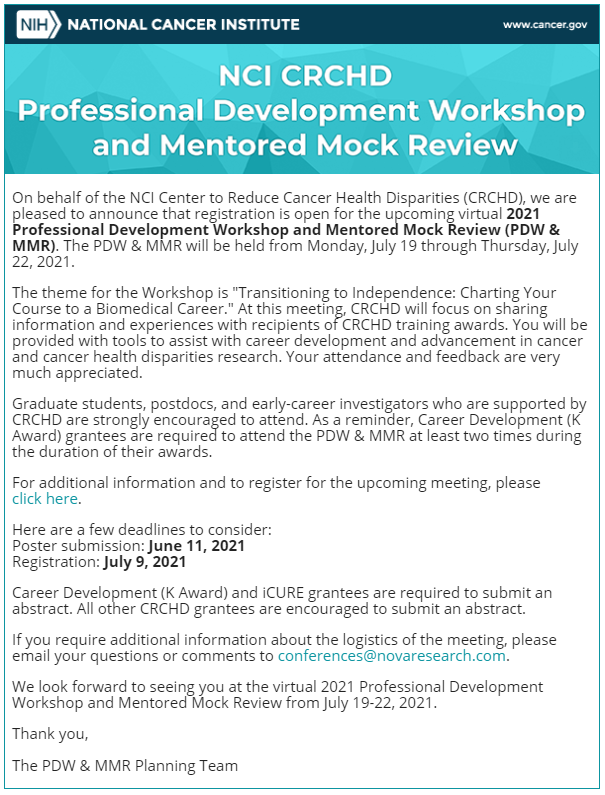 NIH NATIONAL CANCER INSTITUTE www.cancer.gov
NCI CRCHD
Professional Development Workshop
and Mentored Mock Review
On behalf of the NCI Center to Reduce Cancer Health Disparities (CRCHD), we are
pleased to announce that registration is open for the upcoming virtual 2021
Professional Development Workshop and Mentored Mock Review (PDW &
MMR). The PDW & MMR will be held from Monday, July 19 through Thursday, July
22, 2021.
The theme for the Workshop is "Transitioning to Independence: Charting Your
Course to a Biomedical Career." At this meeting, CRCHD will focus on sharing
information and experiences with recipients of CRCHD training awards. You will be
provided with tools to assist with career development and advancement in cancer
and cancer health disparities research. Your attendance and feedback are very
much appreciated.
Graduate students, postdocs, and early-career investigators who are supported by
CRCHD are strongly encouraged to attend. As a reminder, Career Development (K
Award) grantees are required to attend the PDW & MMR at least two times during
the duration of their awards.
For additional information and to register for the upcoming meeting, please
click here.
Here are a few deadlines to consider:
Poster submission: June 11, 2021
Registration: July 9, 2021
Career Development (K Award) and iCURE grantees are required to submit an
abstract. All other CRCHD grantees are encouraged to submit an abstract.
If you require additional information about the logistics of the meeting, please
email your questions or comments to conferences@novaresearch.com.
We look forward to seeing you at the virtual 2021 Professional Development
Workshop and Mentored Mock Review from July 19-22, 2021.
Thank you,
The PDW & MMR Planning Team